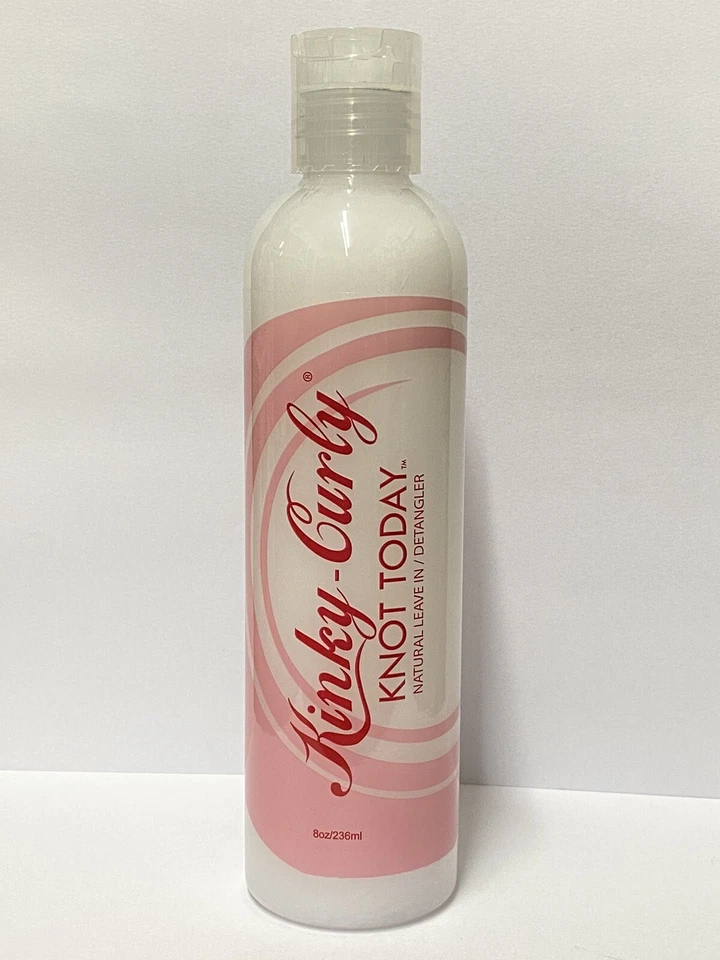 Kinky-Curly®
KNOT TODAY™
NATURAL LEAVE IN / DETANGLER
8oz/236ml